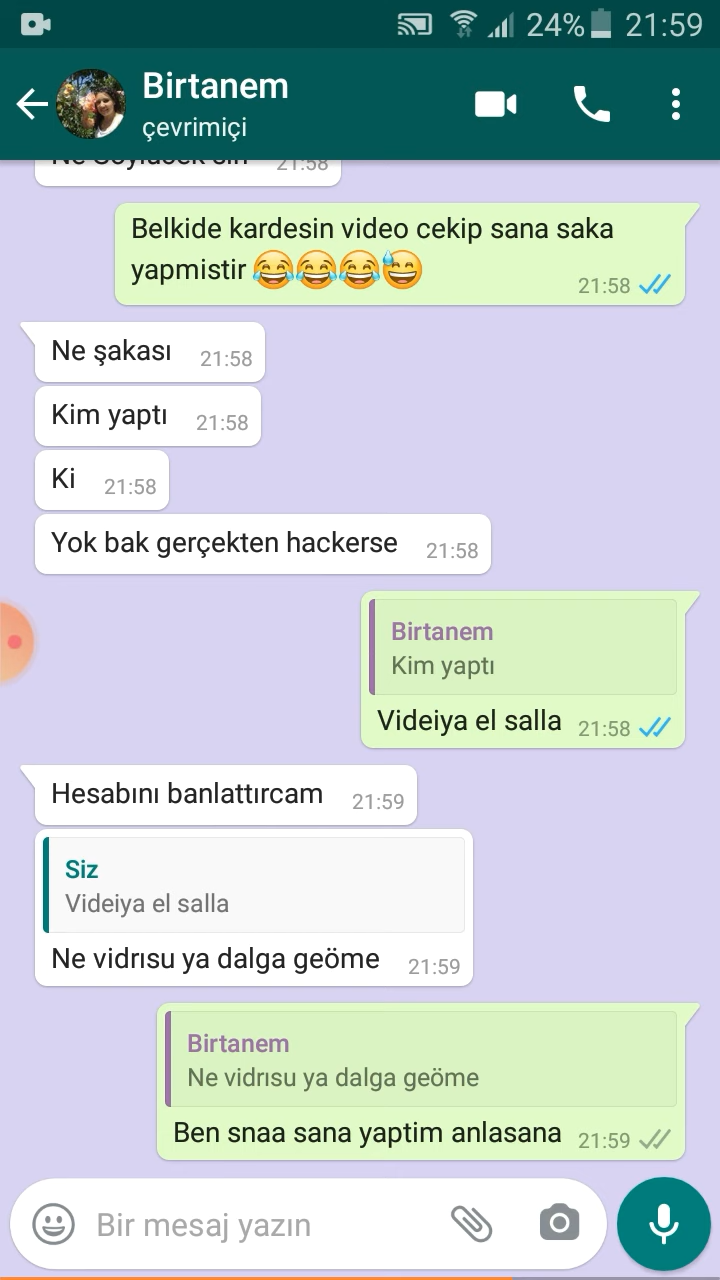 24% 21:59
Birtanem
çevrimiçi
21:58
Belkide kardesin video cekip sana saka
yapmistir 😂😂😂😅 21:58
Ne şakası 21:58
Kim yaptı 21:58
Ki 21:58
Yok bak gerçekten hackerse 21:58
Birtanem
Kim yaptı
Videiya el salla 21:58
Hesabını banlattırcam 21:59
Siz
Videiya el salla
Ne vidrısu ya dalga geöme 21:59
Birtanem
Ne vidrısu ya dalga geöme
Ben snaa sana yaptim anlasana 21:59
Bir mesaj yazın